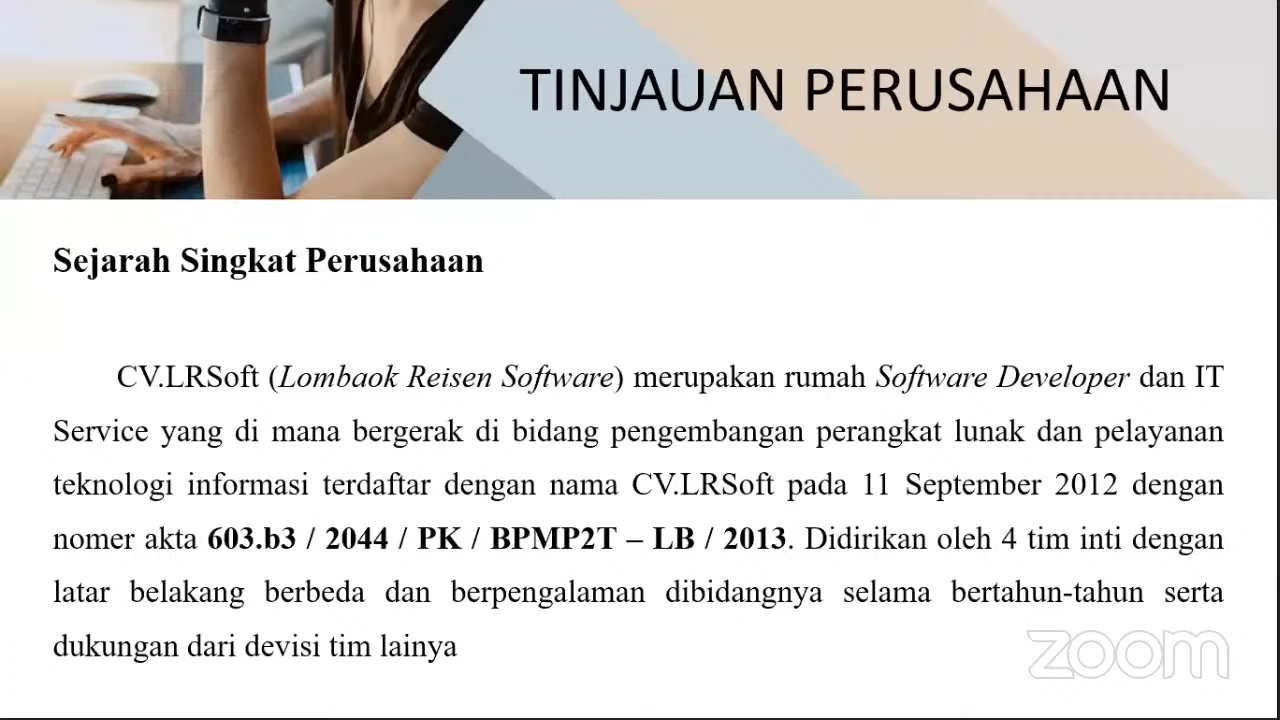 TINJAUAN PERUSAHAAN
Sejarah Singkat Perusahaan
CV.LRSoft (Lombaok Reisen Software) merupakan rumah Software Developer dan IT
Service yang di mana bergerak di bidang pengembangan perangkat lunak dan pelayanan
teknologi informasi terdaftar dengan nama CV.LRSoft pada 11 September 2012 dengan
nomer akta 603.b3 / 2044 / PK / BPMP2T – LB / 2013. Didirikan oleh 4 tim inti dengan
latar belakang berbeda dan berpengalaman dibidangnya selama bertahun-tahun serta
dukungan dari devisi tim lainya
zoom